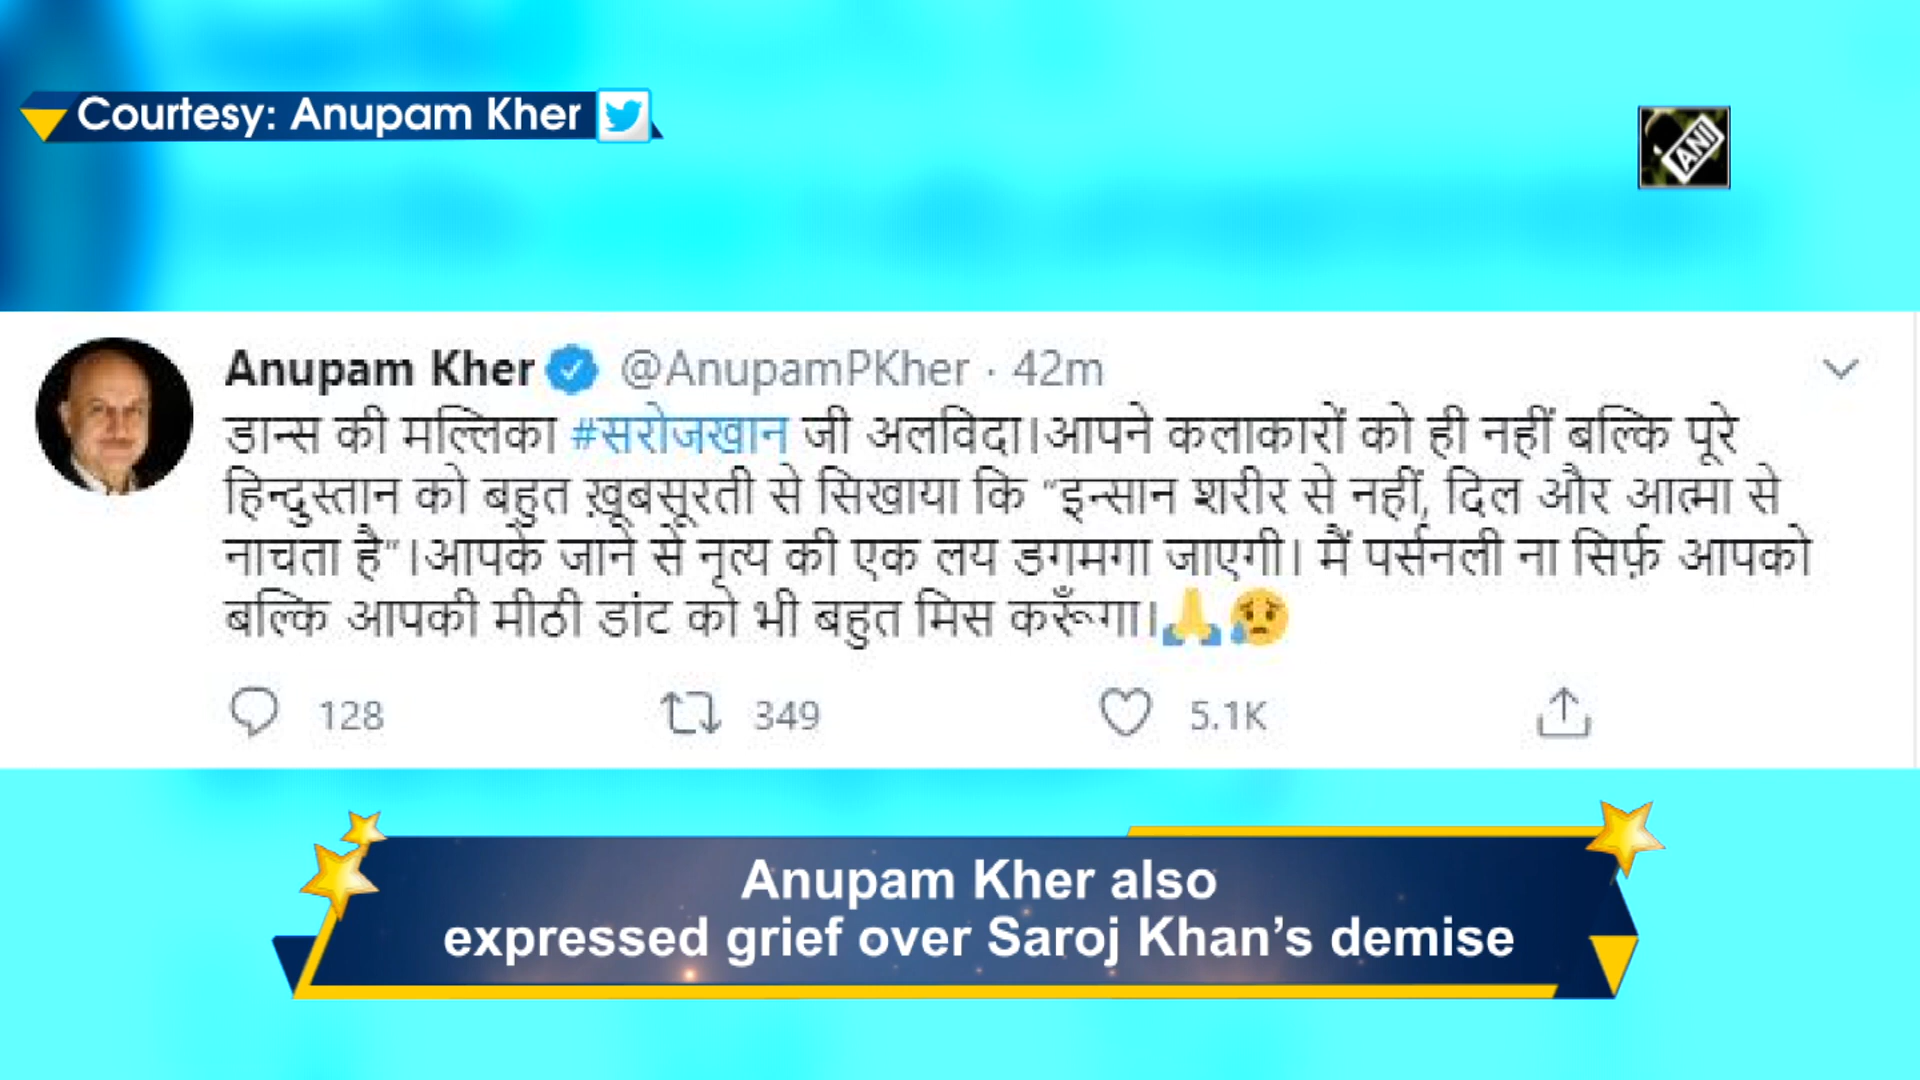 Courtesy: Anupam Kher
ANI
Anupam Kher @AnupamPKher · 42m
डान्स की मल्लिका #सरोजखान जी अलविदा।आपने कलाकारों को ही नहीं बल्कि पूरे
हिन्दुस्तान को बहुत ख़ूबसूरती से सिखाया कि “इन्सान शरीर से नहीं, दिल और आत्मा से
नाचता है”।आपके जाने से नृत्य की एक लय डगमगा जाएगी। मैं पर्सनली ना सिर्फ़ आपको
बल्कि आपकी मीठी डांट को भी बहुत मिस करूँगा।🙏😥
128 349 5.1K
Anupam Kher also
expressed grief over Saroj Khan’s demise